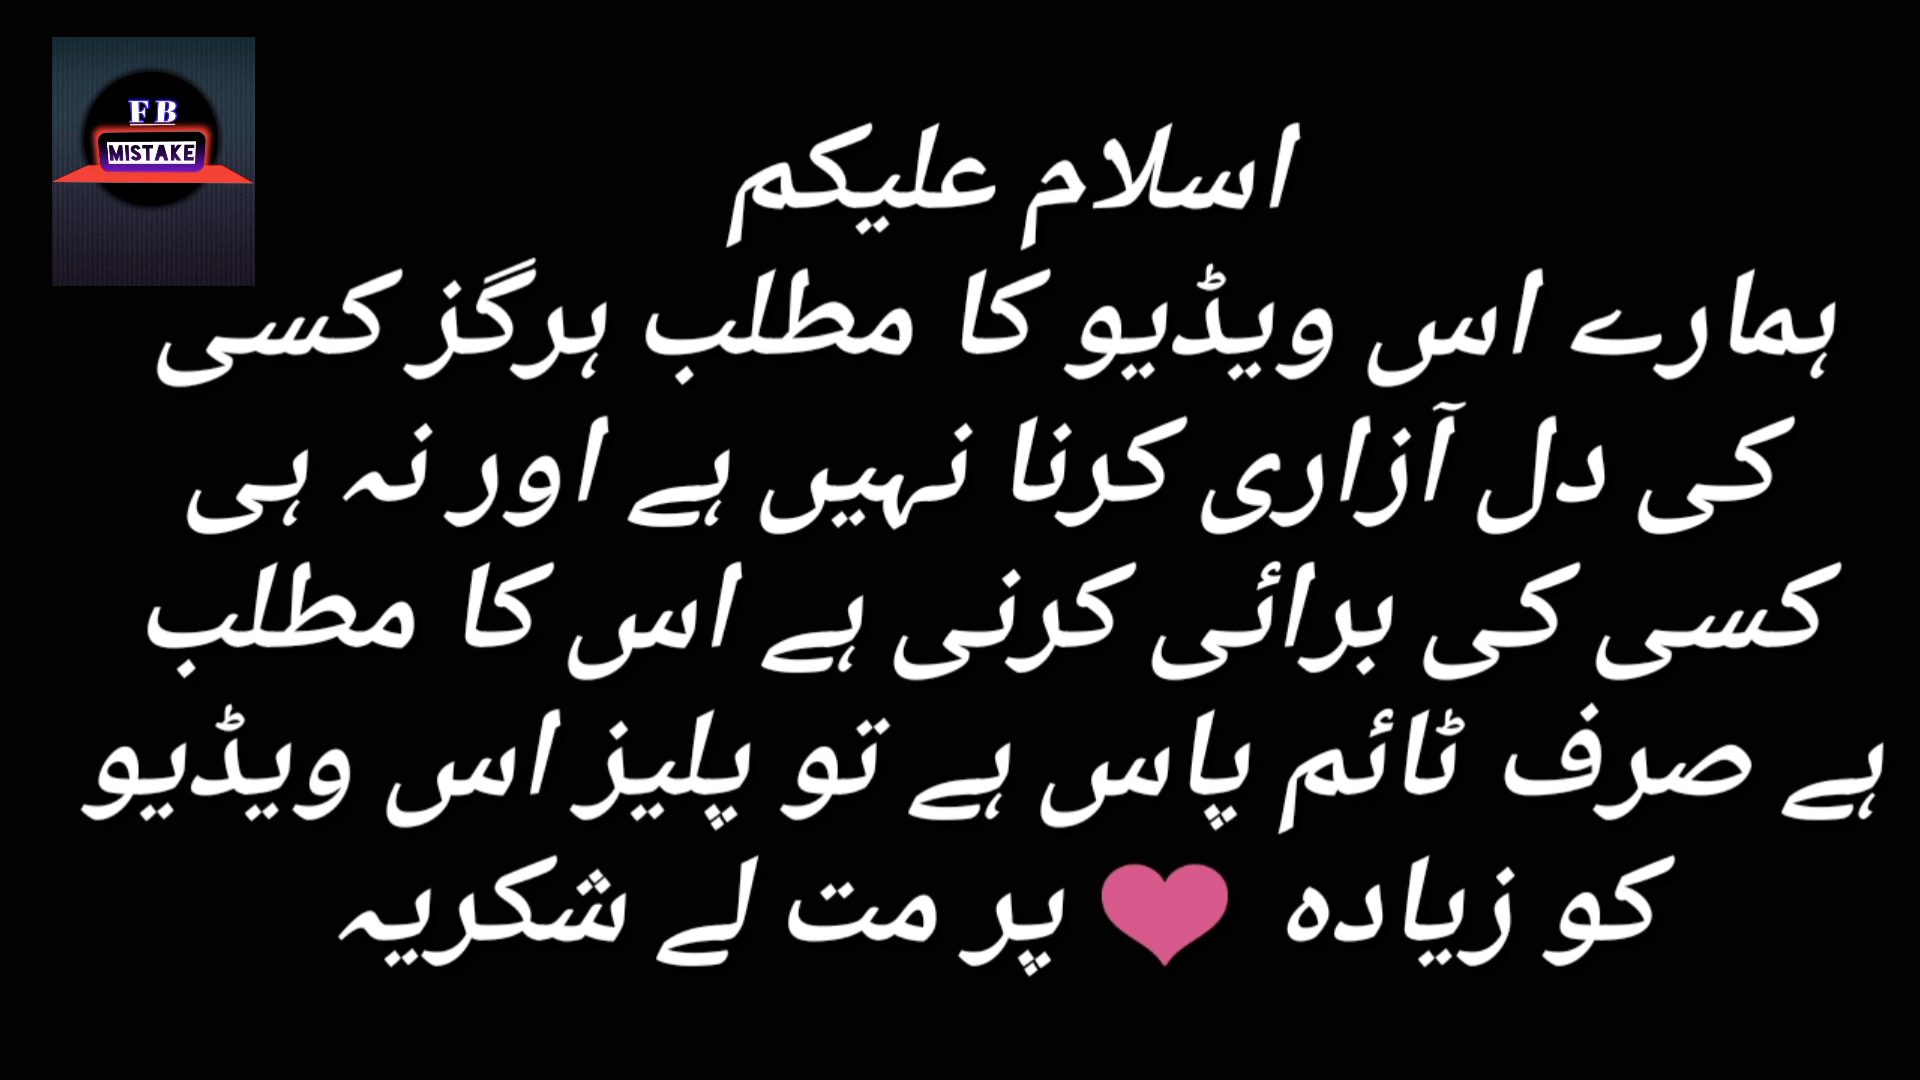 F B
MISTAKE
اسلام علیکم
ہمارے اس ویڈیو کا مطلب ہرگز کسی
کی دل آزاری کرنا نہیں ہے اور نہ ہی
کسی کی برائی کرنی ہے اس کا مطلب
ہے صرف ٹائم پاس ہے تو پلیز اس ویڈیو
کو زیادہ ❤ پر مت لے شکریہ